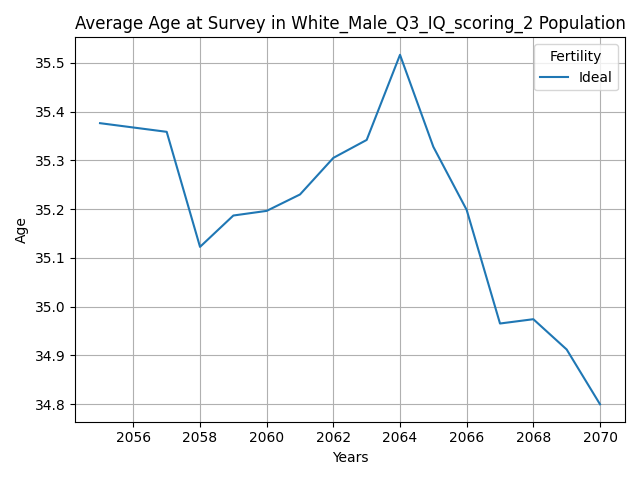 Average Age at Survey in White_Male_Q3_IQ_scoring_2 Population
Fertility
Ideal
35.5
35.4
35.3
35.2
35.1
35.0
34.9
34.8
Age
2056 2058 2060 2062 2064 2066 2068 2070
Years